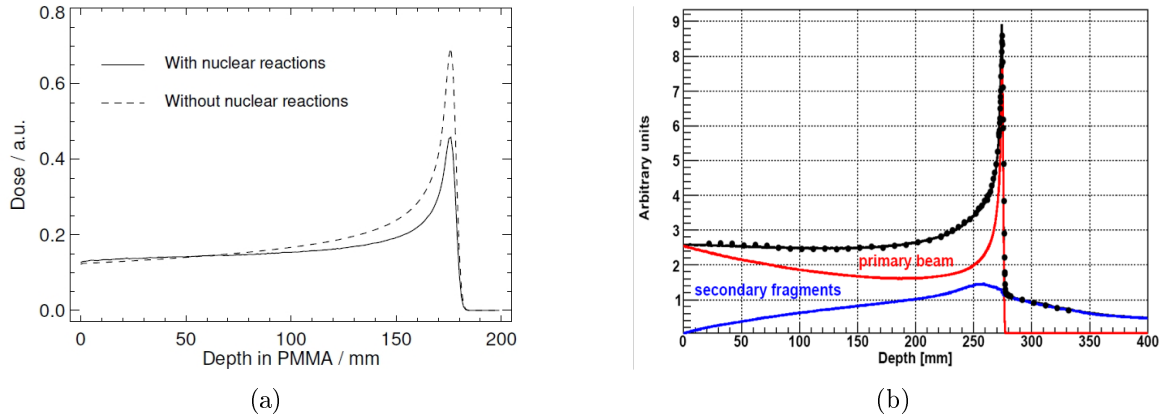 0.8
0.6
0.4
0.2
0.0
Dose / a.u.
With nuclear reactions
Without nuclear reactions
0 50 100 150 200
Depth in PMMA / mm
(a)
9
8
7
6
5
4
3
2
1
Arbitrary units
primary beam
secondary fragments
0 50 100 150 200 250 300 350 400
Depth [mm]
(b)